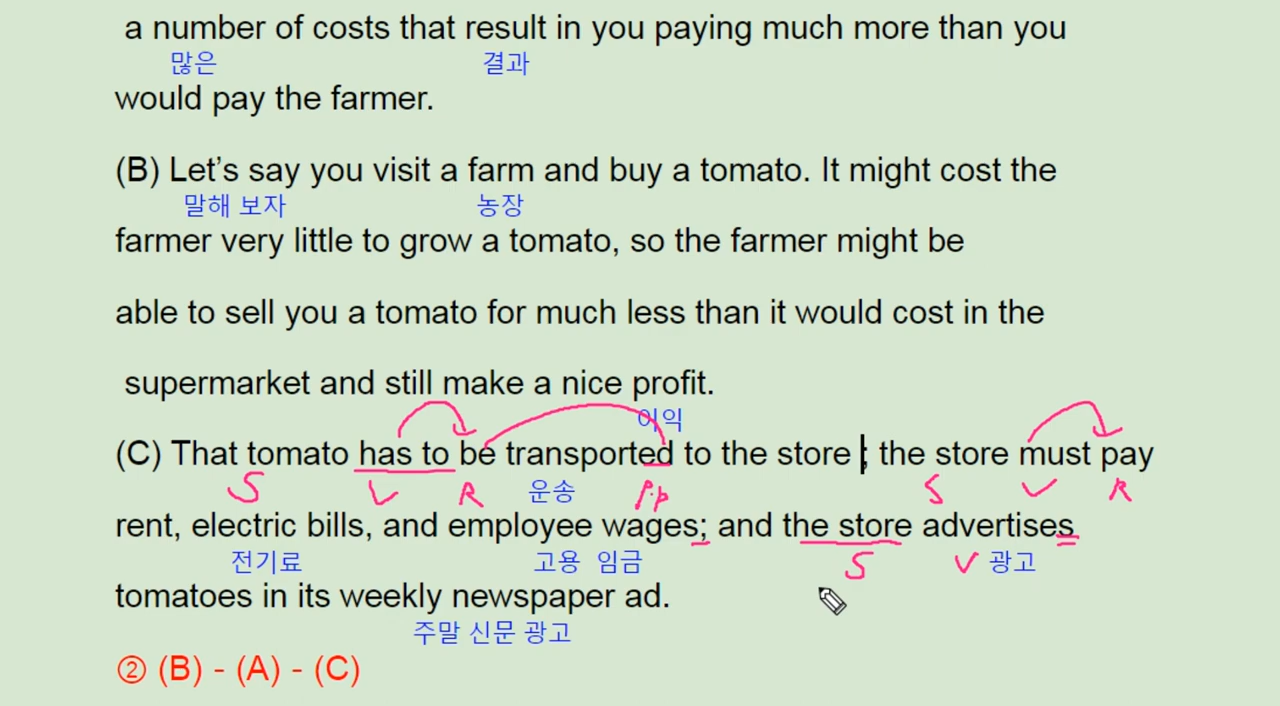 a number of costs that result in you paying much more than you
많은 결과
would pay the farmer.
(B) Let's say you visit a farm and buy a tomato. It might cost the
말해 보자 농장
farmer very little to grow a tomato, so the farmer might be
able to sell you a tomato for much less than it would cost in the
supermarket and still make a nice profit.
이익
(C) That tomato has to be transported to the store ; the store must pay
S V R 운송 p.p S V R
rent, electric bills, and employee wages; and the store advertises
전기료 고용 임금 S V 광고
tomatoes in its weekly newspaper ad.
주말 신문 광고
② (B) - (A) - (C)